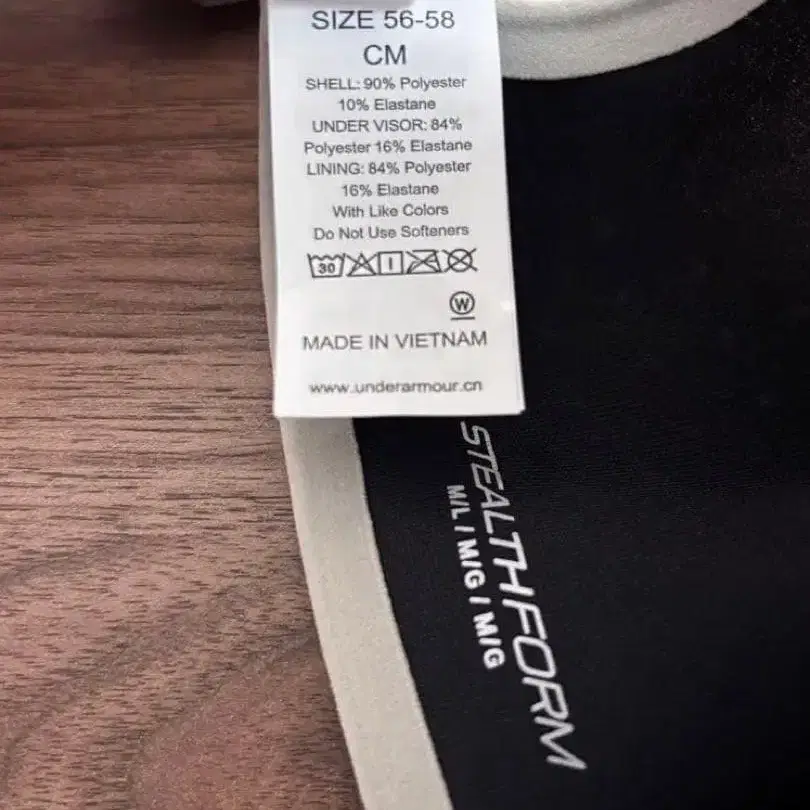 SIZE 56-58
CM
SHELL: 90% Polyester
10% Elastane
UNDER VISOR: 84%
Polyester 16% Elastane
LINING: 84% Polyester
16% Elastane
With Like Colors
Do Not Use Softeners
30
W
MADE IN VIETNAM
www.underarmour.cn
STEALTHFORM
M/L / M/G / M/G